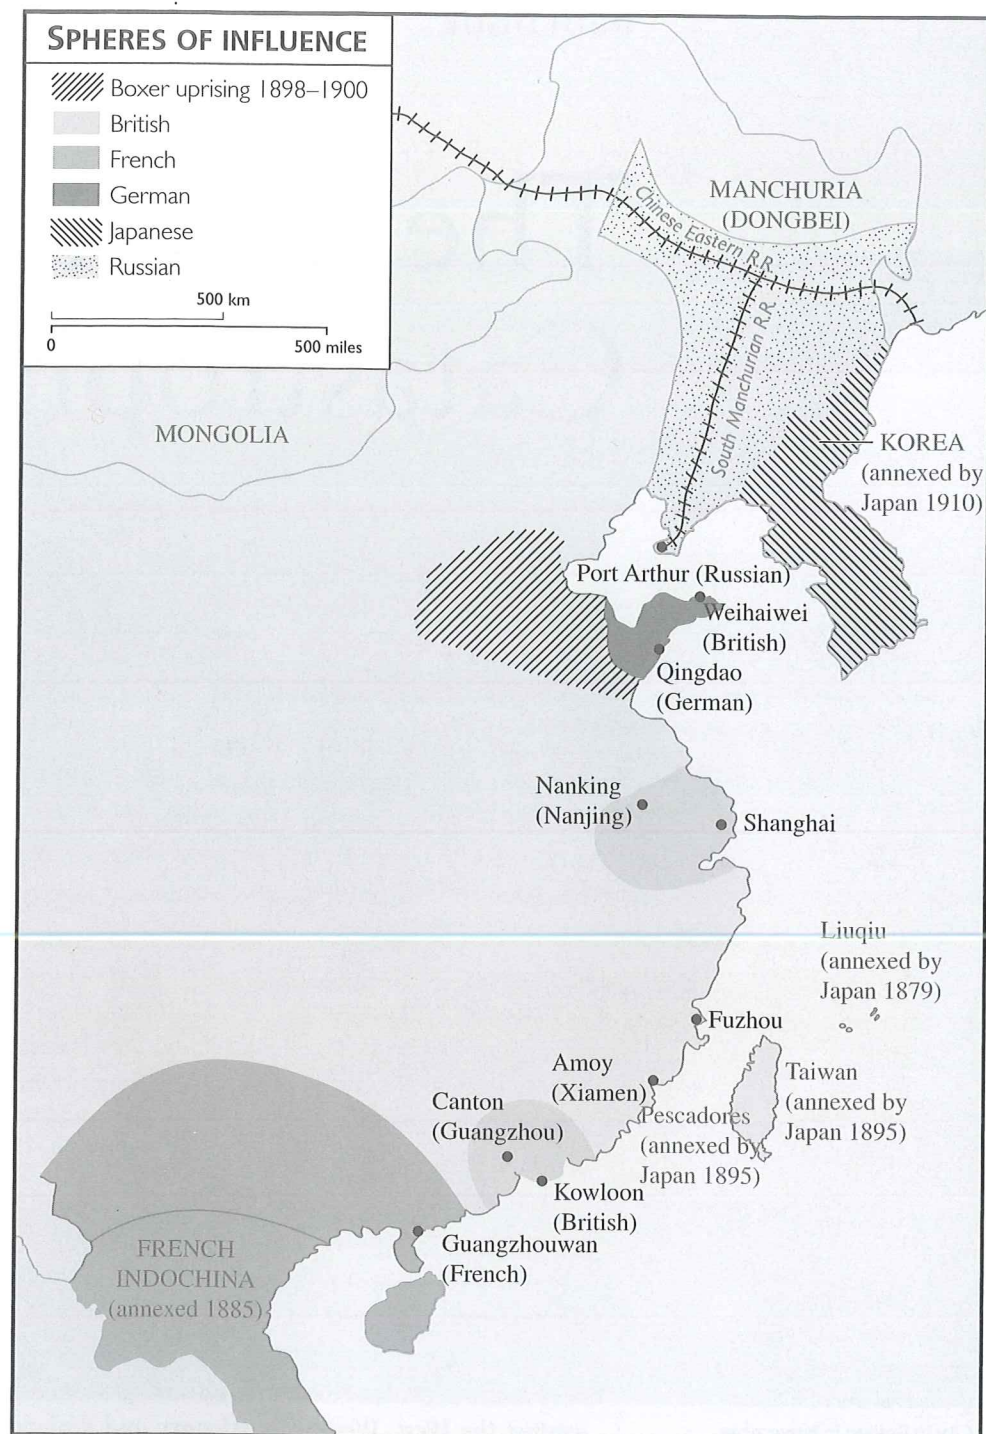 SPHERES OF INFLUENCE
Boxer uprising 1898–1900
British
French
German
Japanese
Russian
500 km
0
500 miles
MANCHURIA
(DONGBEI)
Chinese Eastern R.R.
South Manchurian R.R.
MONGOLIA
KOREA
(annexed by
Japan 1910)
Port Arthur (Russian)
Weihaiwei
(British)
Qingdao
(German)
Nanking
(Nanjing)
Shanghai
Liuqiu
(annexed by
Japan 1879)
Fuzhou
Amoy
(Xiamen)
Taiwan
(annexed by
Japan 1895)
Pescadores
(annexed by
Japan 1895)
Canton
(Guangzhou)
Kowloon
(British)
Guangzhouwan
(French)
FRENCH
INDOCHINA
(annexed 1885)